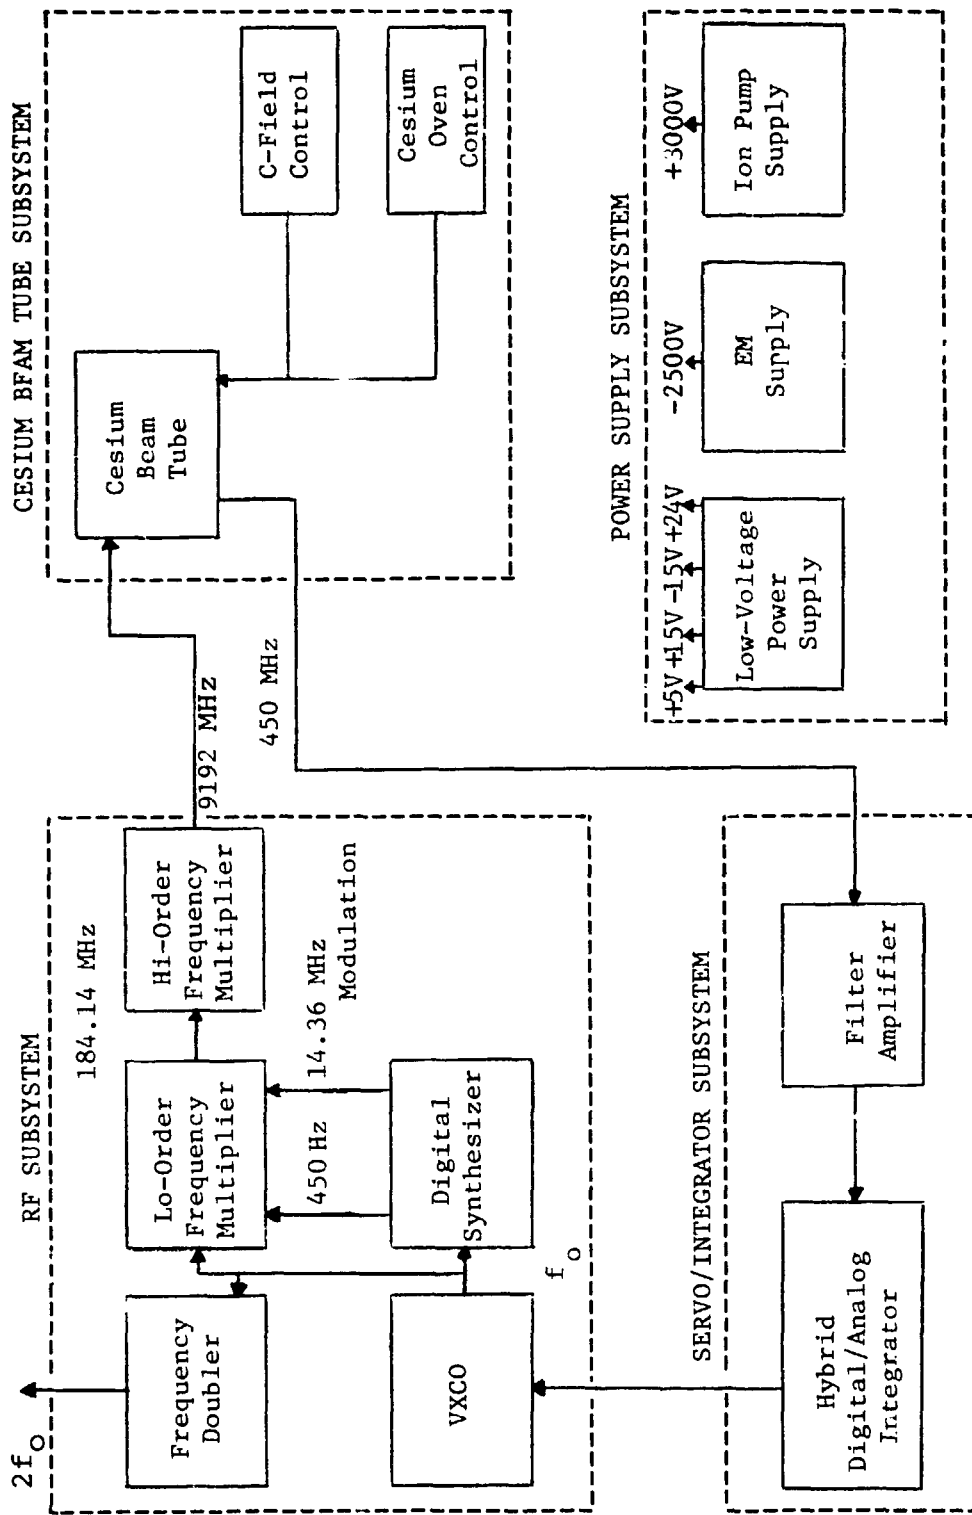 RF SUBSYSTEM
2f o
Frequency
Doubler
Lo-Order
Frequency
Multiplier
184.14 MHz
Hi-Order
Frequency
Multiplier
9192 MHz
VXCO
f o
Digital
Synthesizer
450 Hz
14.36 MHz
Modulation
CESIUM BFAM TUBE SUBSYSTEM
Cesium
Beam
Tube
C-Field
Control
Cesium
Oven
Control
450 MHz
SERVO/INTEGRATOR SUBSYSTEM
Hybrid
Digital/Analog
Integrator
Filter
Amplifier
POWER SUPPLY SUBSYSTEM
+5V +15V -15V +24V
Low-Voltage
Power
Supply
-2500V
EM
Supply
+3000V
Ion Pump
Supply